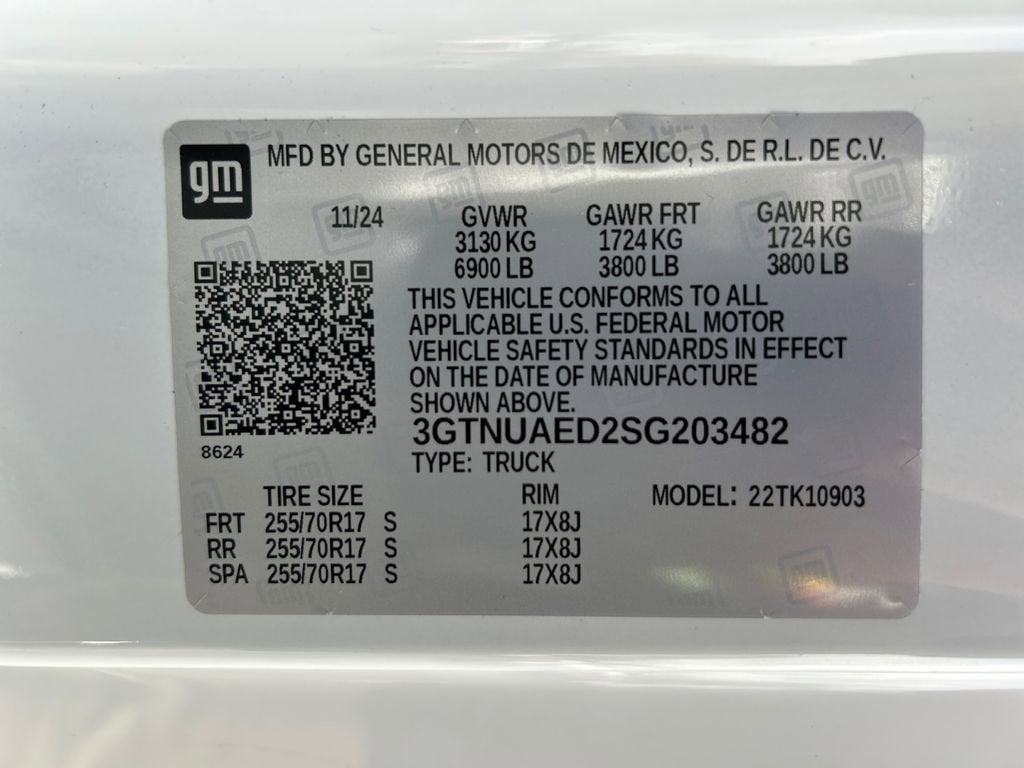 gm MFD BY GENERAL MOTORS DE MEXICO, S. DE R.L. DE C.V.
11/24 GVWR GAWR FRT GAWR RR
3130 KG 1724 KG 1724 KG
6900 LB 3800 LB 3800 LB
THIS VEHICLE CONFORMS TO ALL
APPLICABLE U.S. FEDERAL MOTOR
VEHICLE SAFETY STANDARDS IN EFFECT
ON THE DATE OF MANUFACTURE
SHOWN ABOVE.
3GTNUAED2SG203482
8624
TYPE: TRUCK
TIRE SIZE RIM MODEL: 22TK10903
FRT 255/70R17 S 17X8J
RR 255/70R17 S 17X8J
SPA 255/70R17 S 17X8J